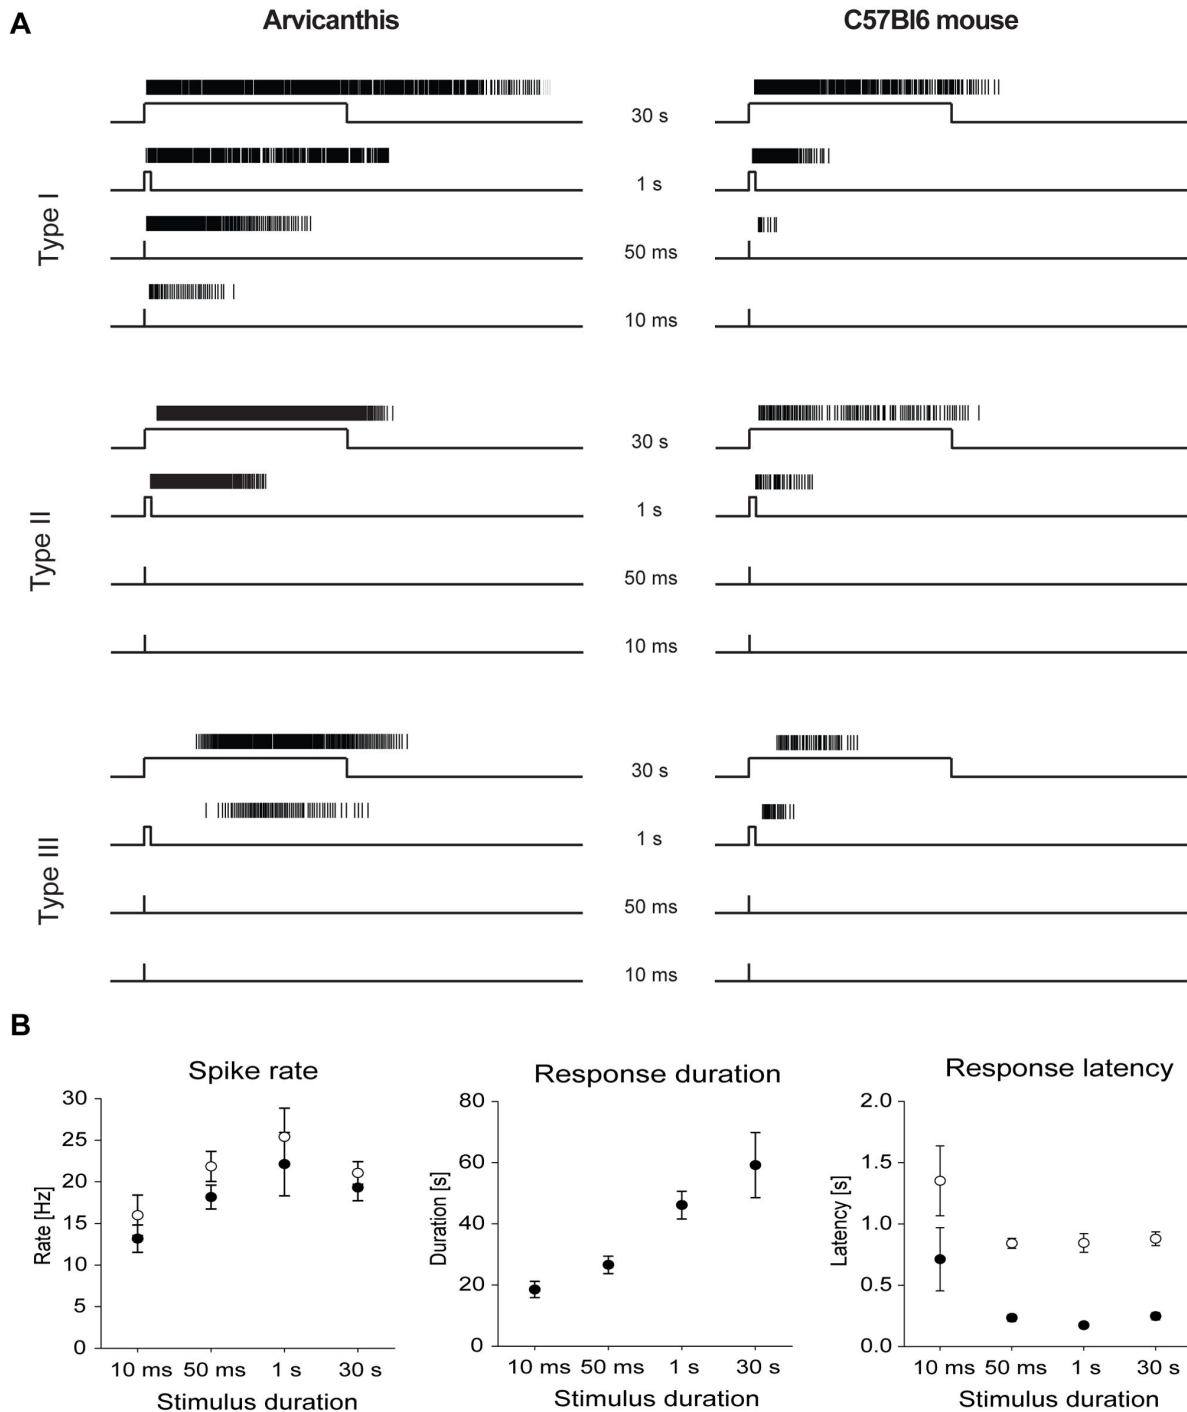 A
Arvicanthis
C57Bl6 mouse
Type I
30 s
1 s
50 ms
10 ms
Type II
30 s
1 s
50 ms
10 ms
Type III
30 s
1 s
50 ms
10 ms
B
Spike rate
Rate [Hz]
30
25
20
15
10
5
0
10 ms 50 ms 1 s 30 s
Stimulus duration
Response duration
Duration [s]
80
60
40
20
0
10 ms 50 ms 1 s 30 s
Stimulus duration
Response latency
Latency [s]
2.0
1.5
1.0
0.5
0.0
10 ms 50 ms 1 s 30 s
Stimulus duration